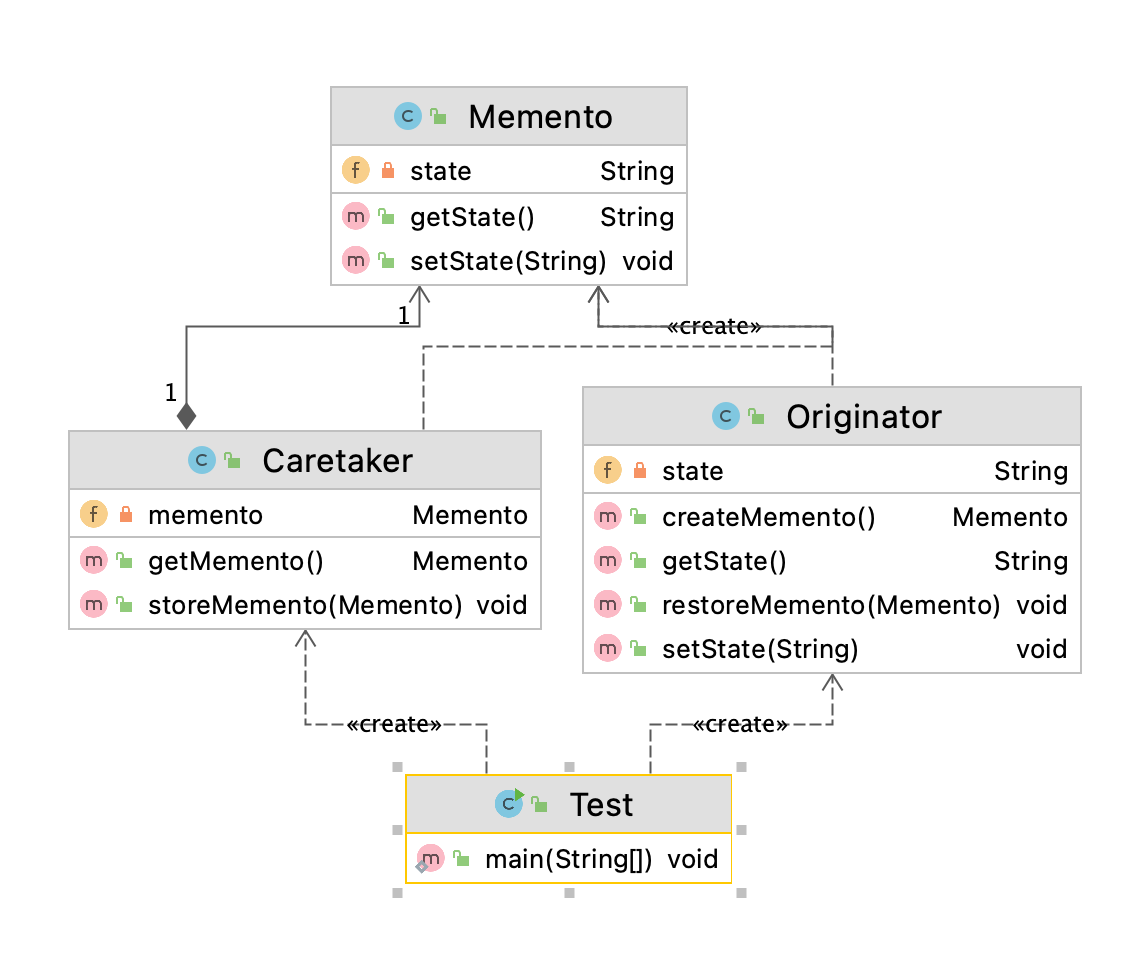 Memento
state String
getState() String
setState(String) void
1
«create»
1
Caretaker
memento Memento
getMemento() Memento
storeMemento(Memento) void
Originator
state String
createMemento() Memento
getState() String
restoreMemento(Memento) void
setState(String) void
«create»
«create»
Test
main(String[]) void